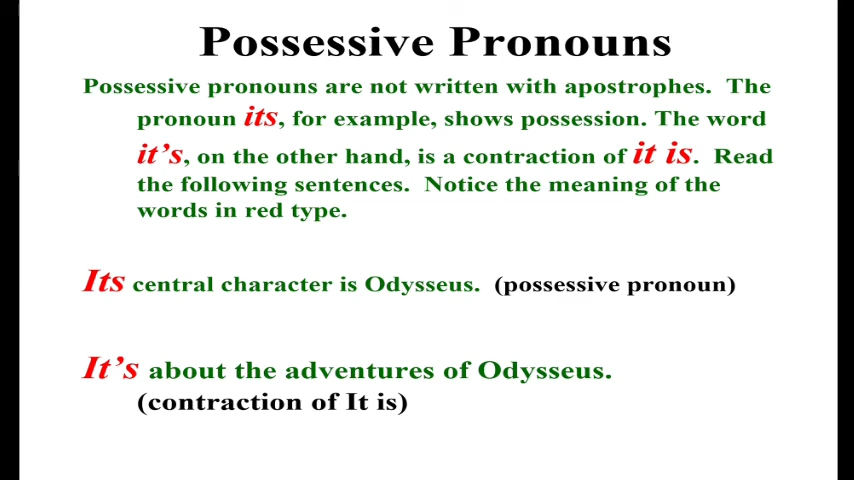 Possessive Pronouns
Possessive pronouns are not written with apostrophes. The
pronoun its, for example, shows possession. The word
it’s, on the other hand, is a contraction of it is. Read
the following sentences. Notice the meaning of the
words in red type.
Its central character is Odysseus. (possessive pronoun)
It’s about the adventures of Odysseus.
(contraction of It is)